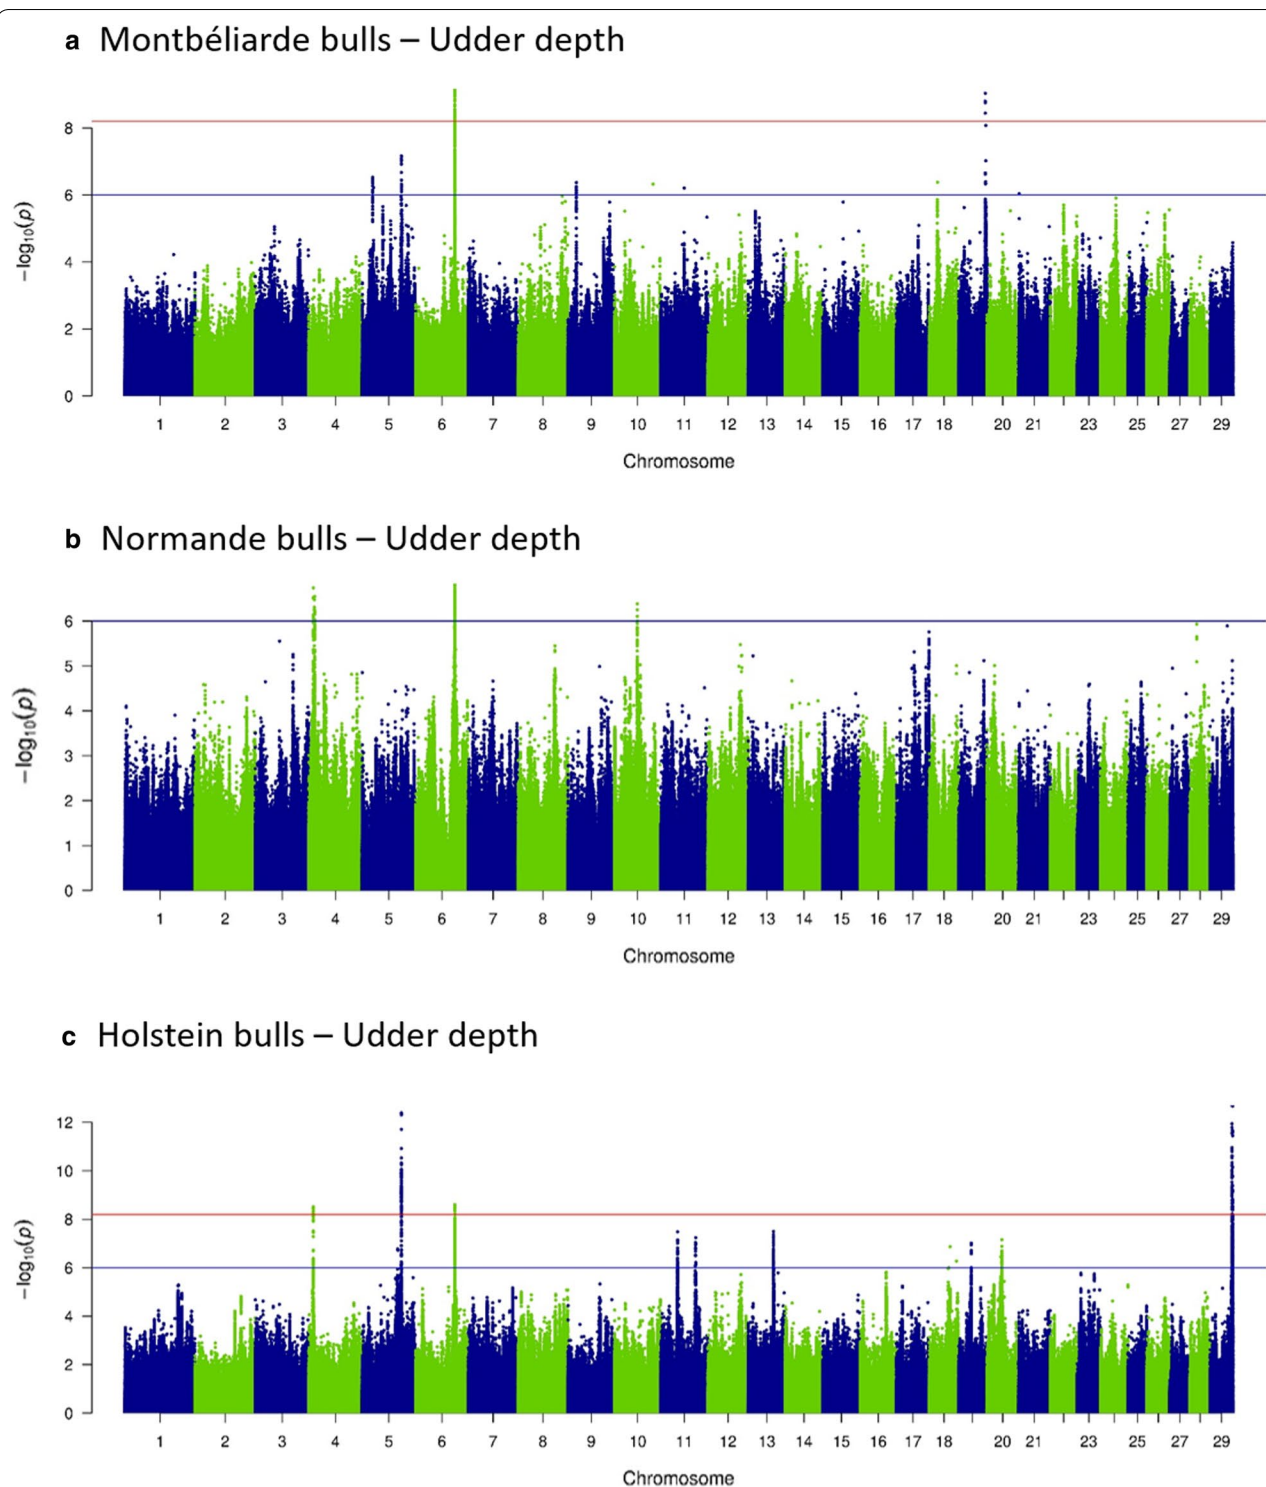 a Montbéliarde bulls – Udder depth
8
6
4
2
0
−log10(p)
1 2 3 4 5 6 7 8 9 10 11 12 13 14 15 16 17 18 20 21 23 25 27 29
Chromosome
b Normande bulls – Udder depth
6
5
4
3
2
1
0
−log10(p)
1 2 3 4 5 6 7 8 9 10 11 12 13 14 15 16 17 18 20 21 23 25 27 29
Chromosome
c Holstein bulls – Udder depth
12
10
8
6
4
2
0
−log10(p)
1 2 3 4 5 6 7 8 9 10 11 12 13 14 15 16 17 18 20 21 23 25 27 29
Chromosome